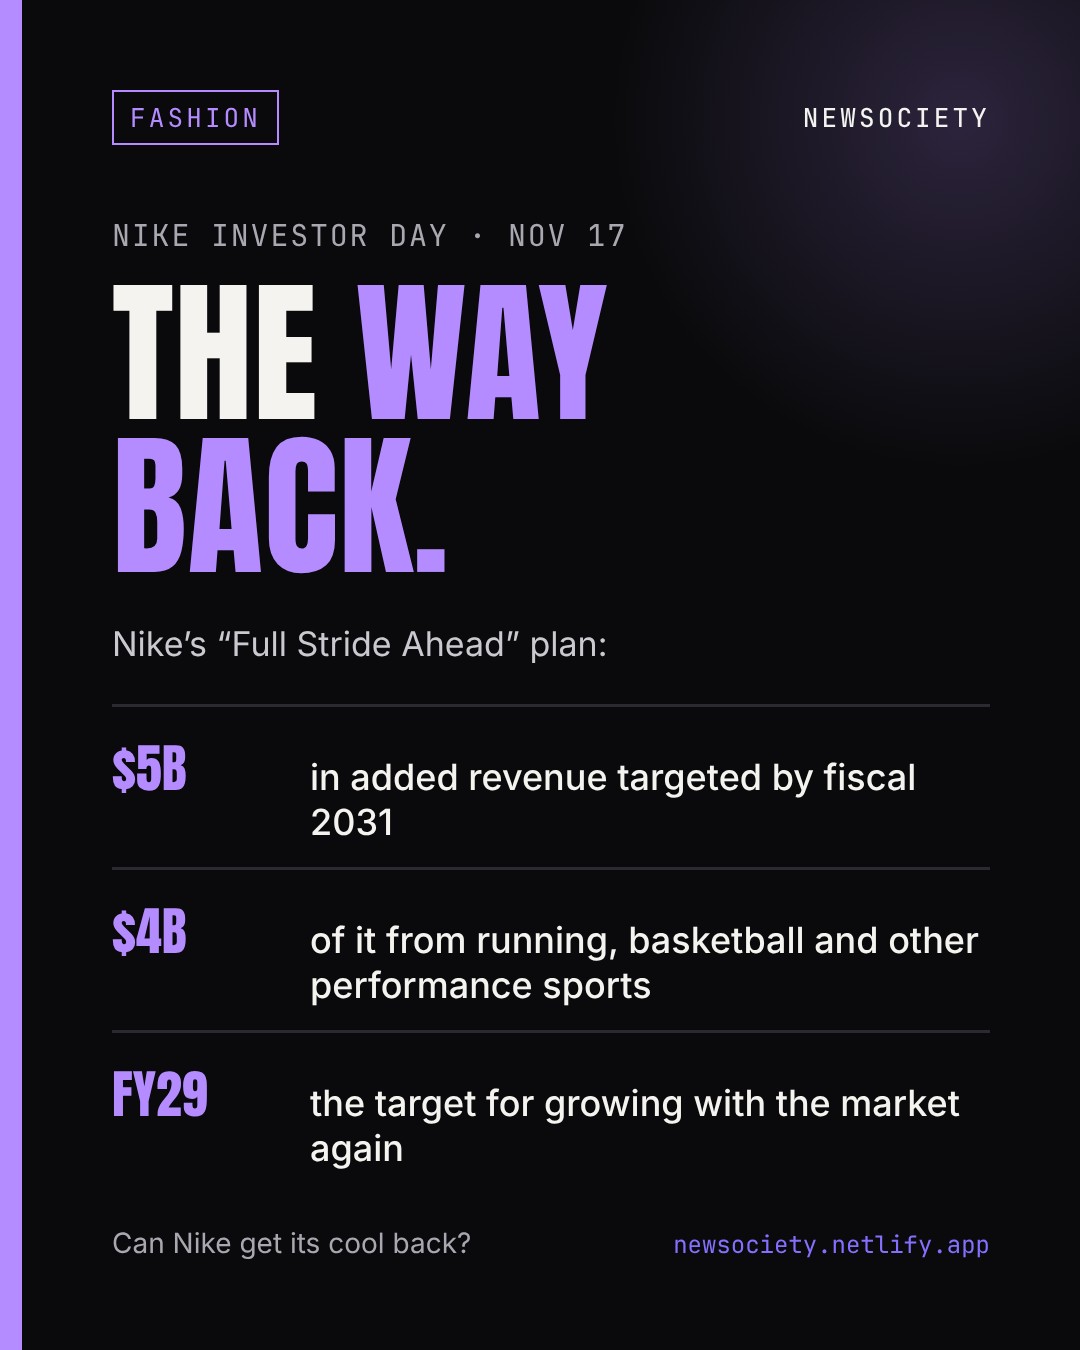 FASHION
NEWSOCIETY
NIKE INVESTOR DAY · NOV 17
THE WAY
BACK.
Nike’s “Full Stride Ahead” plan:
$5B
in added revenue targeted by fiscal
2031
$4B
of it from running, basketball and other
performance sports
FY29
the target for growing with the market
again
Can Nike get its cool back?
newsociety.netlify.app